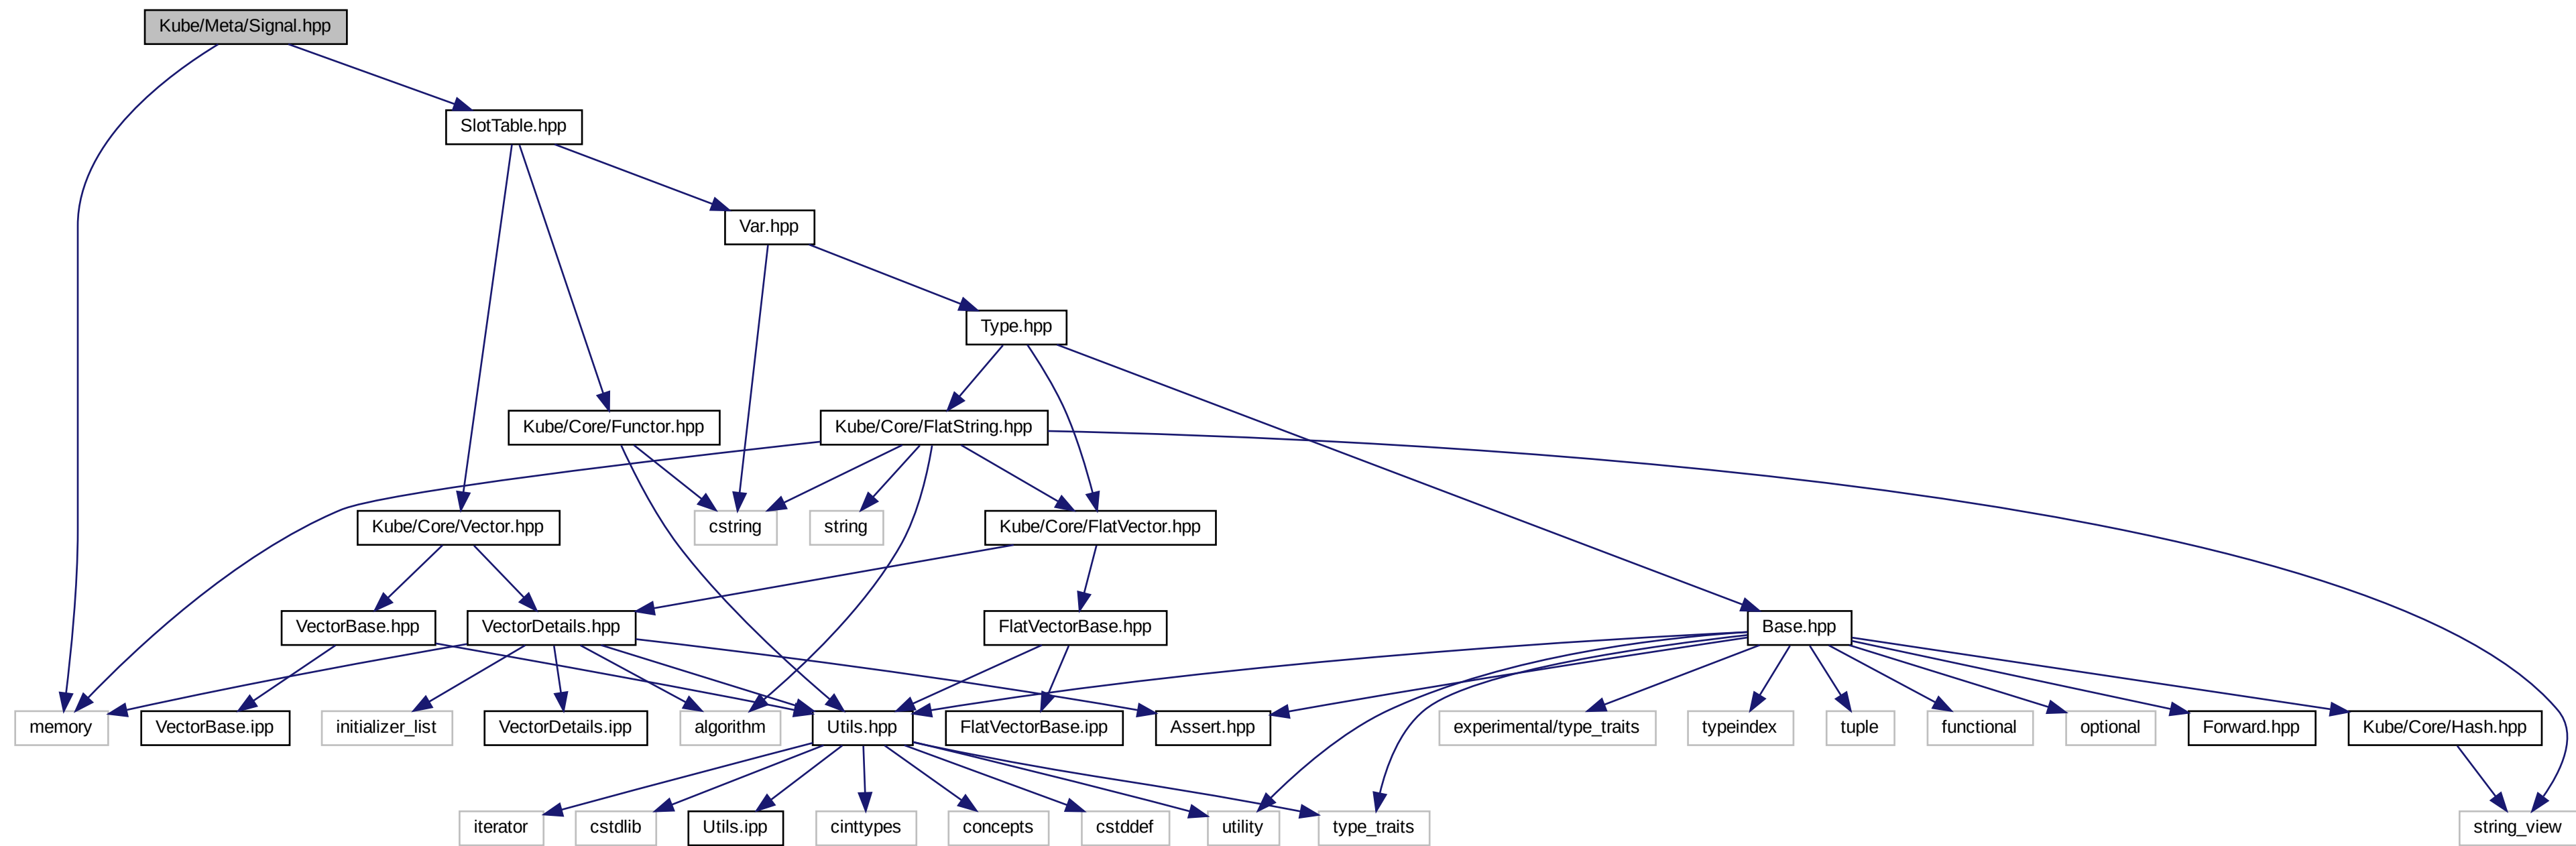 Kube/Meta/Signal.hpp
SlotTable.hpp
Var.hpp
Type.hpp
Kube/Core/Functor.hpp
Kube/Core/FlatString.hpp
Kube/Core/Vector.hpp
cstring
string
Kube/Core/FlatVector.hpp
VectorBase.hpp
VectorDetails.hpp
FlatVectorBase.hpp
Base.hpp
memory
VectorBase.ipp
initializer_list
VectorDetails.ipp
algorithm
Utils.hpp
FlatVectorBase.ipp
Assert.hpp
experimental/type_traits
typeindex
tuple
functional
optional
Forward.hpp
Kube/Core/Hash.hpp
iterator
cstdlib
Utils.ipp
cinttypes
concepts
cstddef
utility
type_traits
string_view